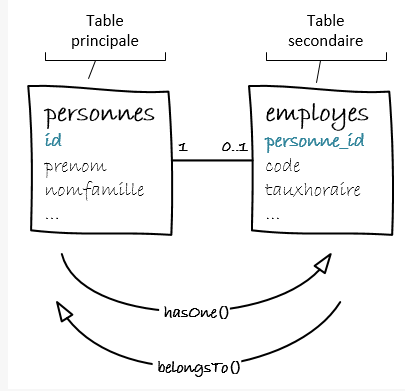 Table
principale
Table
secondaire
personnes
id
prenom
nomfamille
...
1
0..1
employes
personne_id
code
tauxhoraire
...
hasOne()
belongsTo()